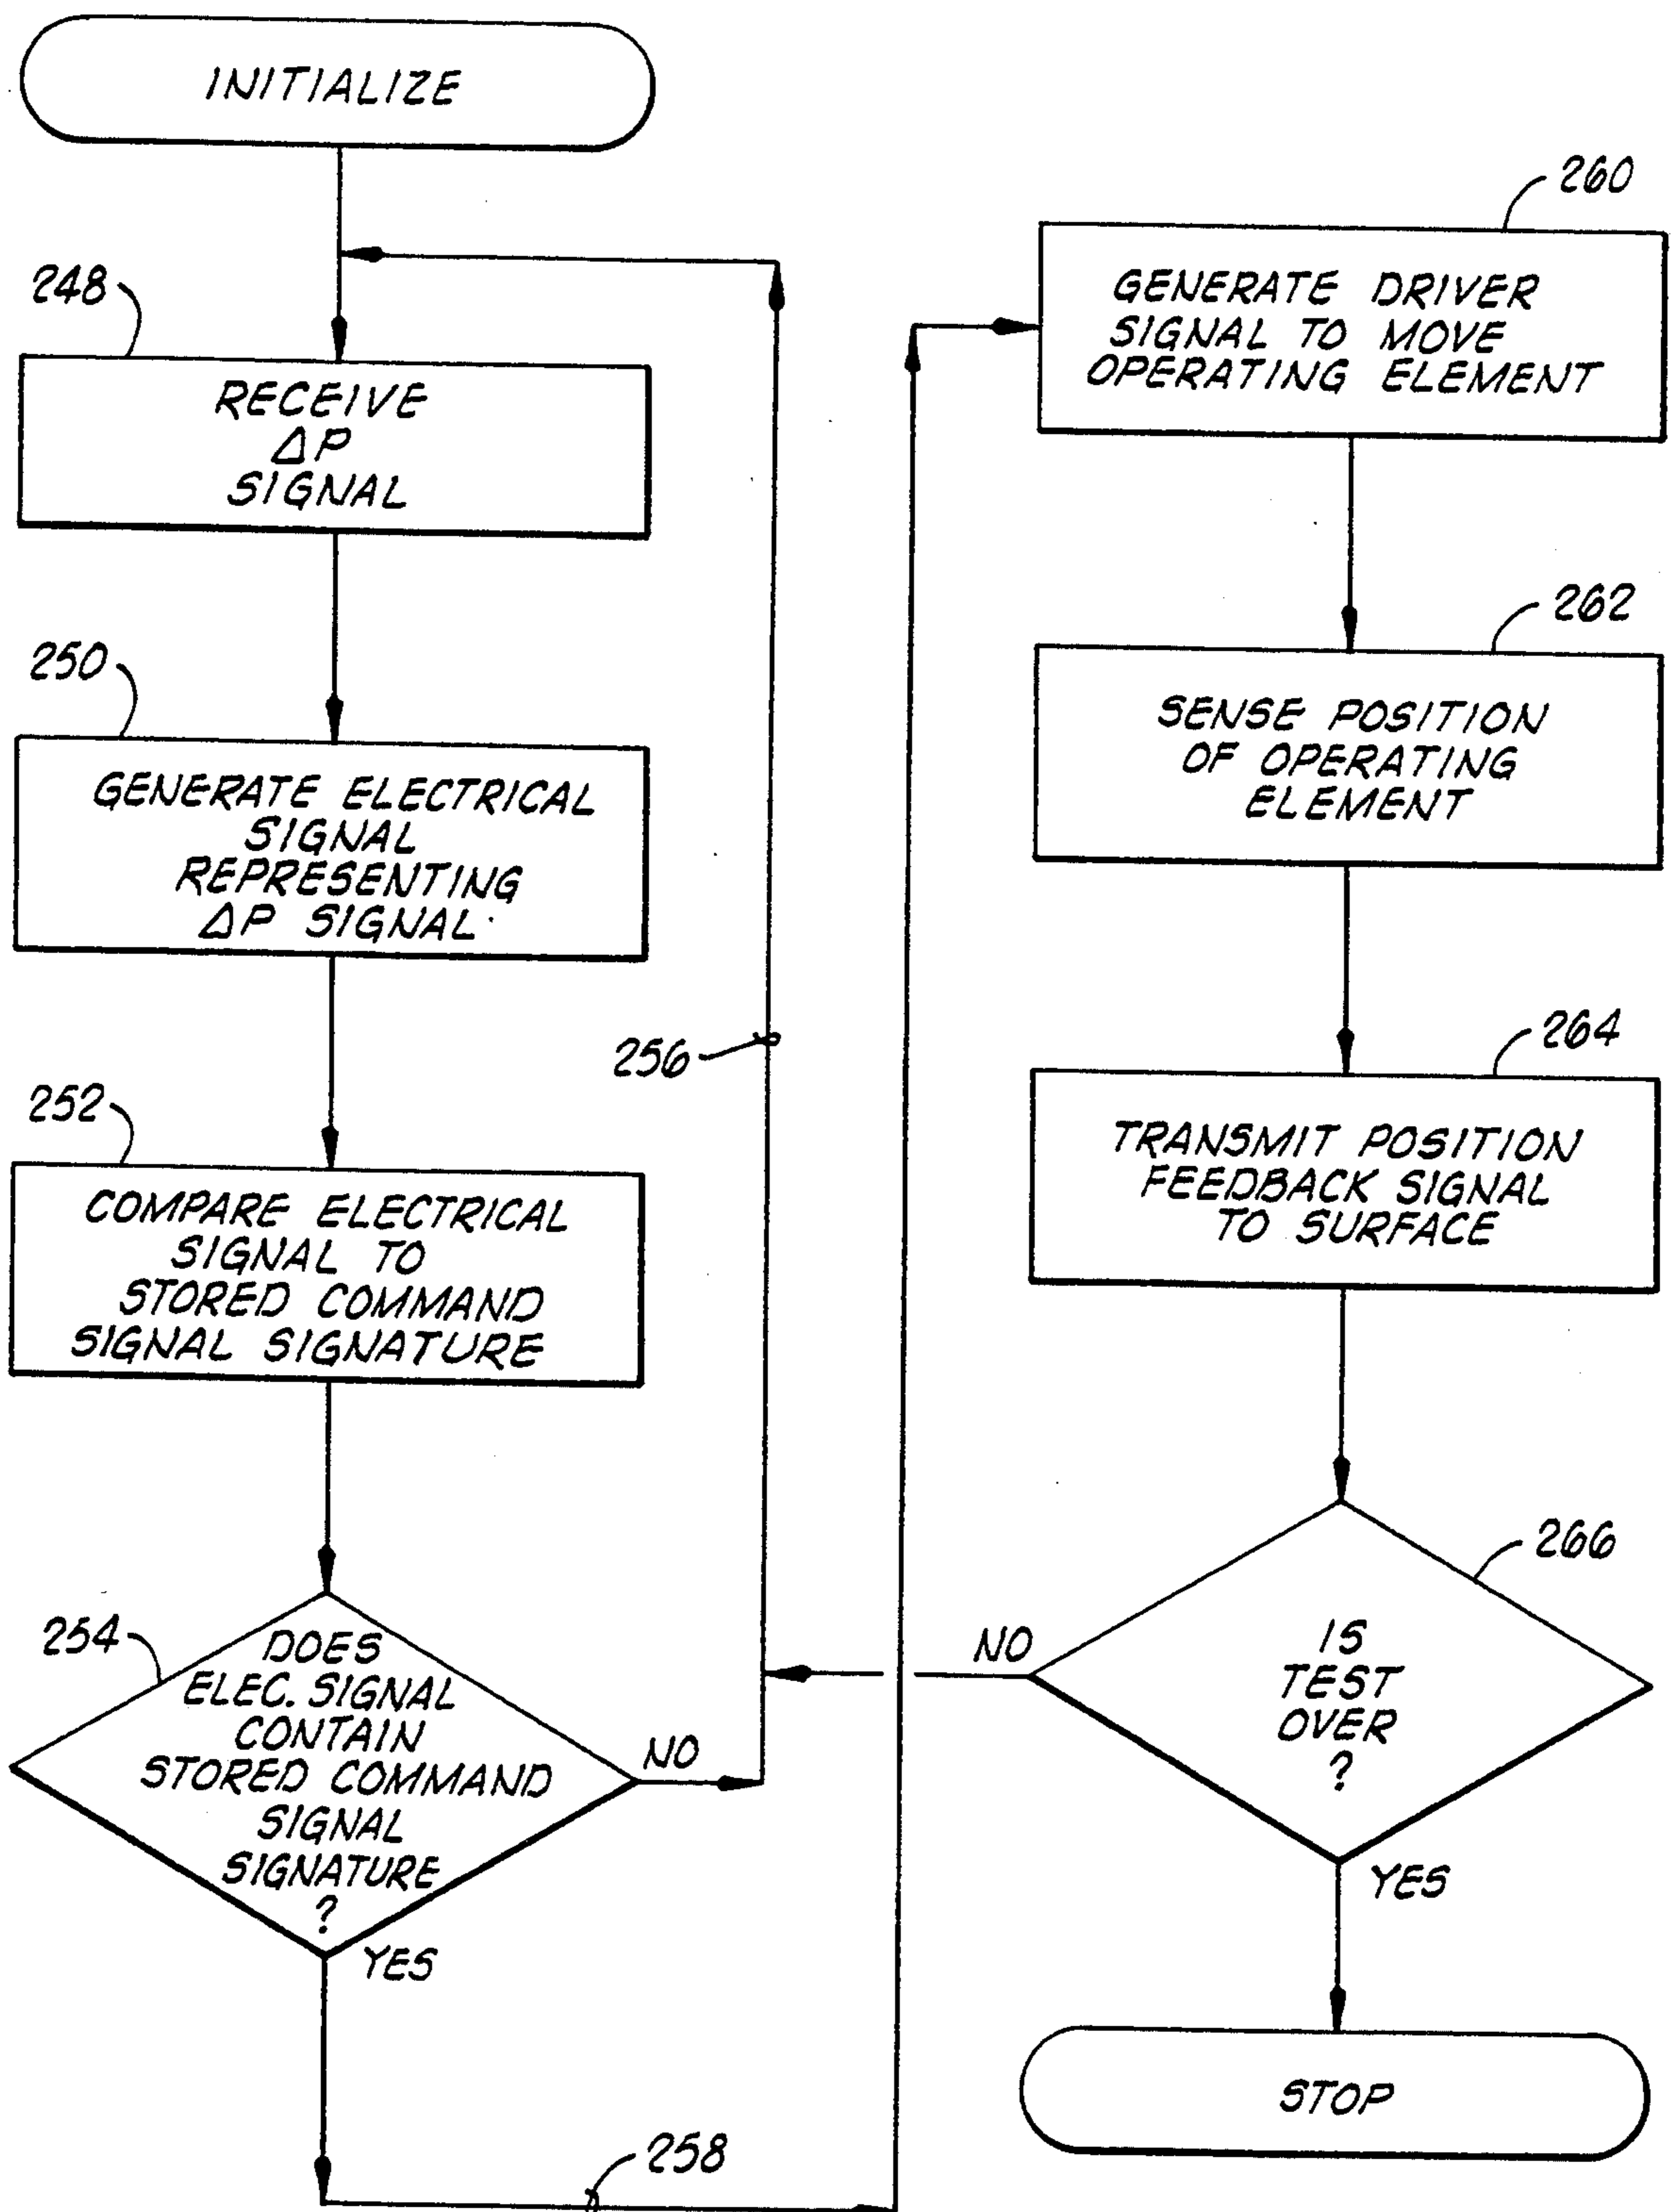 INITIALIZE
248
RECEIVE
ΔP
SIGNAL
250
GENERATE ELECTRICAL
SIGNAL
REPRESENTING
ΔP SIGNAL
252
COMPARE ELECTRICAL
SIGNAL TO
STORED COMMAND
SIGNAL SIGNATURE
254
DOES
ELEC. SIGNAL
CONTAIN
STORED COMMAND
SIGNAL
SIGNATURE
?
NO
YES
256
258
260
GENERATE DRIVER
SIGNAL TO MOVE
OPERATING ELEMENT
262
SENSE POSITION
OF OPERATING
ELEMENT
264
TRANSMIT POSITION
FEEDBACK SIGNAL
TO SURFACE
266
IS
TEST
OVER
?
NO
YES
STOP